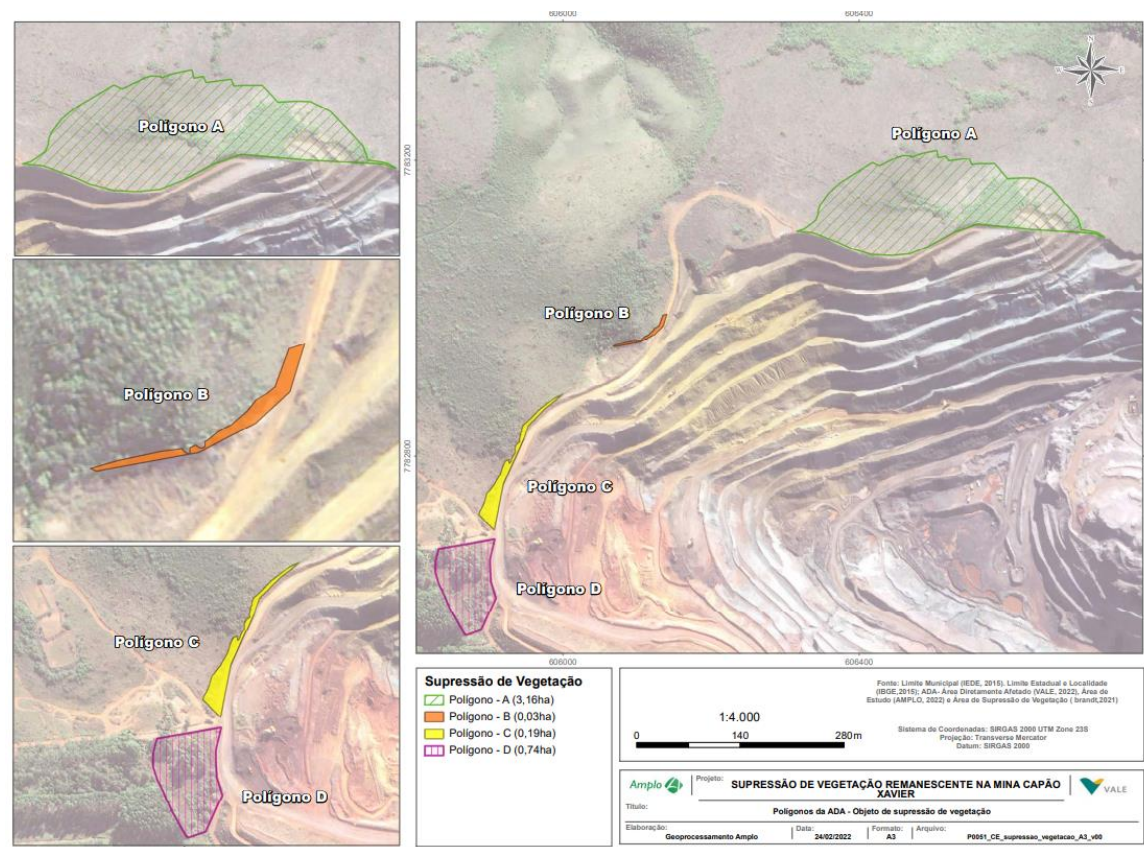 606000
606400
Polígono A
Polígono A
7783200
Polígono B
Polígono B
7782800
Polígono C
Polígono D
Polígono C
Polígono D
606000
606400
N
E
S
W
Supressão de Vegetação
Polígono - A (3,16ha)
Polígono - B (0,03ha)
Polígono - C (0,19ha)
Polígono - D (0,74ha)
Fonte: Limite Municipal (IEDE, 2015). Limite Estadual e Localidade
(IBGE,2015); ADA- Área Diretamente Afetado (VALE, 2022), Área de
Estudo (AMPLO, 2022) e Área de Supressão de Vegetação ( brandt,2021)
1:4.000
0 140 280m
Sistema de Coordenadas: SIRGAS 2000 UTM Zone 23S
Projeção: Transverse Mercator
Datum: SIRGAS 2000
Amplo
Projeto:
SUPRESSÃO DE VEGETAÇÃO REMANESCENTE NA MINA CAPÃO
XAVIER
VALE
Título:
Polígonos da ADA - Objeto de supressão de vegetação
Elaboração:
Geoprocessamento Amplo
Data:
24/02/2022
Formato:
A3
Arquivo:
P0051_CE_supressao_vegetacao_A3_v00